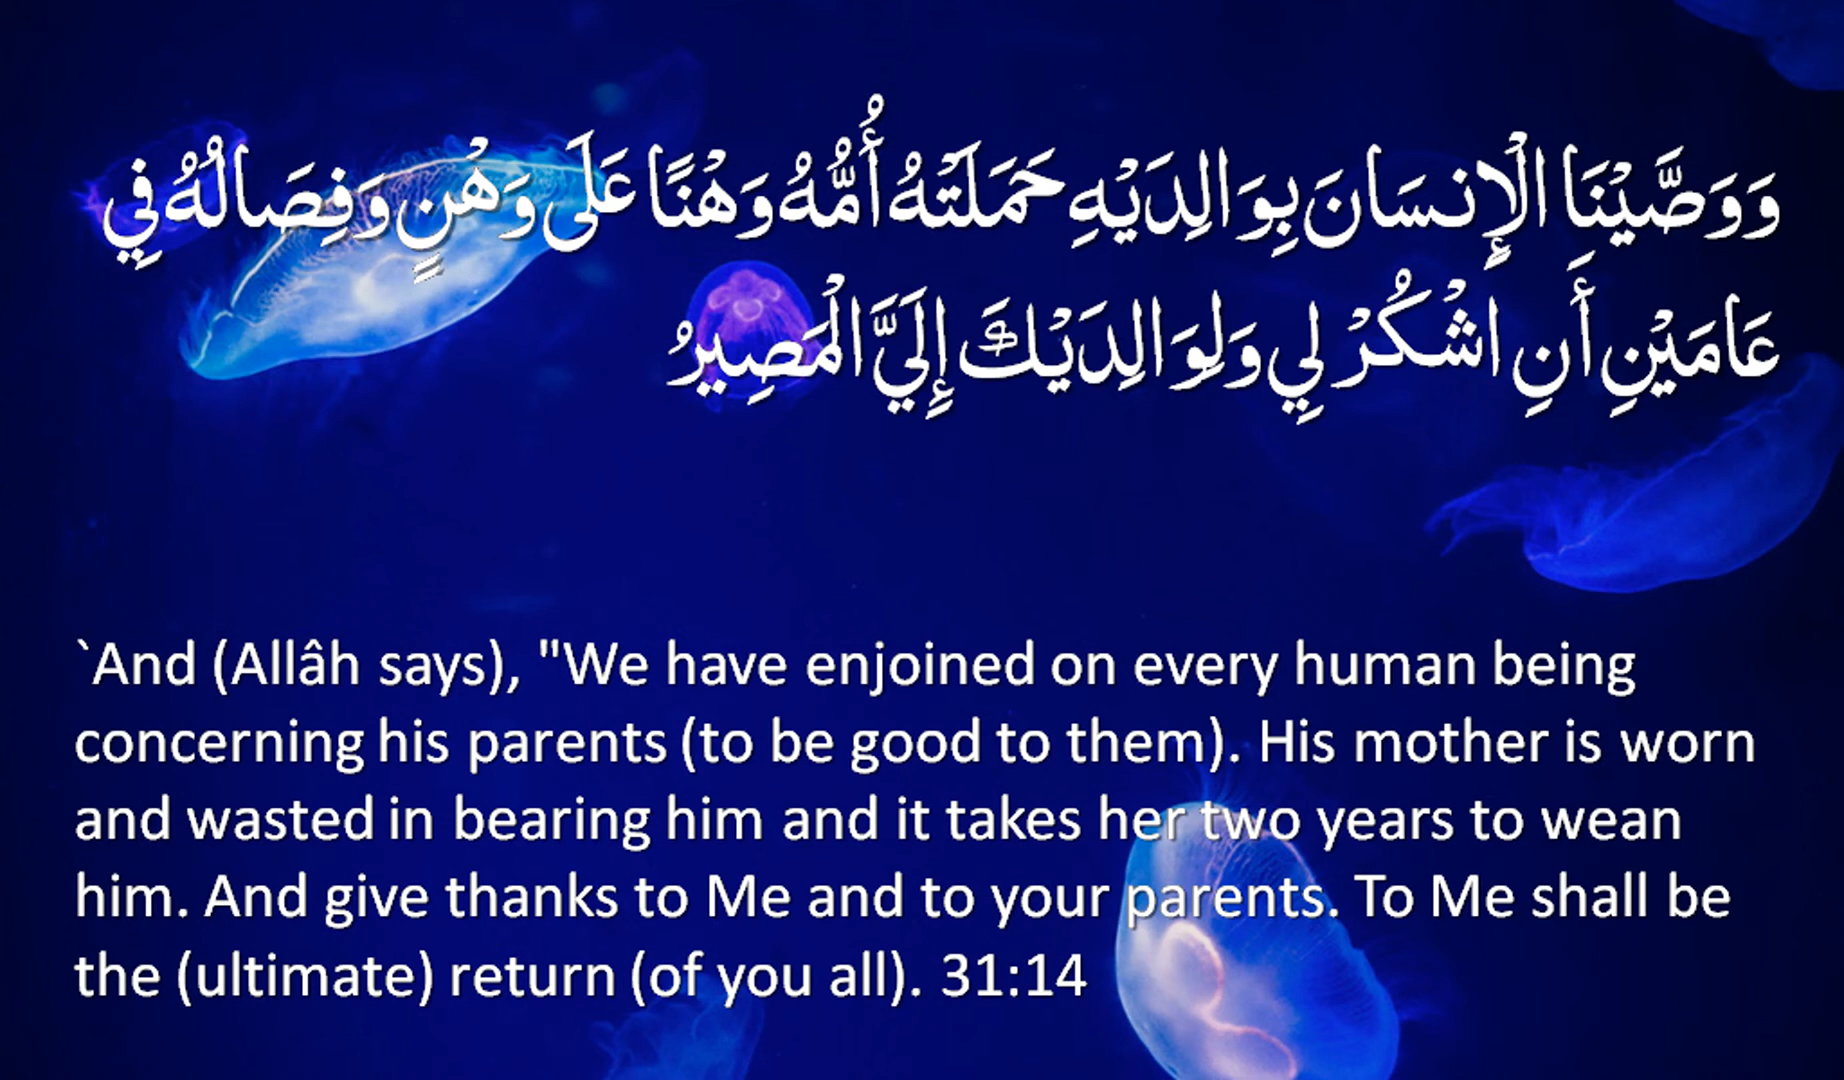 وَوَصَّيْنَا الْإِنسَانَ بِوَالِدَيْهِ حَمَلَتْهُ أُمُّهُ وَهْنًا عَلَى وَهْنٍ وَفِصَالُهُ فِي
عَامَيْنِ أَنِ اشْكُرْ لِي وَلِوَالِدَيْكَ إِلَيَّ الْمَصِيرُ
`And (Allâh says), "We have enjoined on every human being
concerning his parents (to be good to them). His mother is worn
and wasted in bearing him and it takes her two years to wean
him. And give thanks to Me and to your parents. To Me shall be
the (ultimate) return (of you all). 31:14